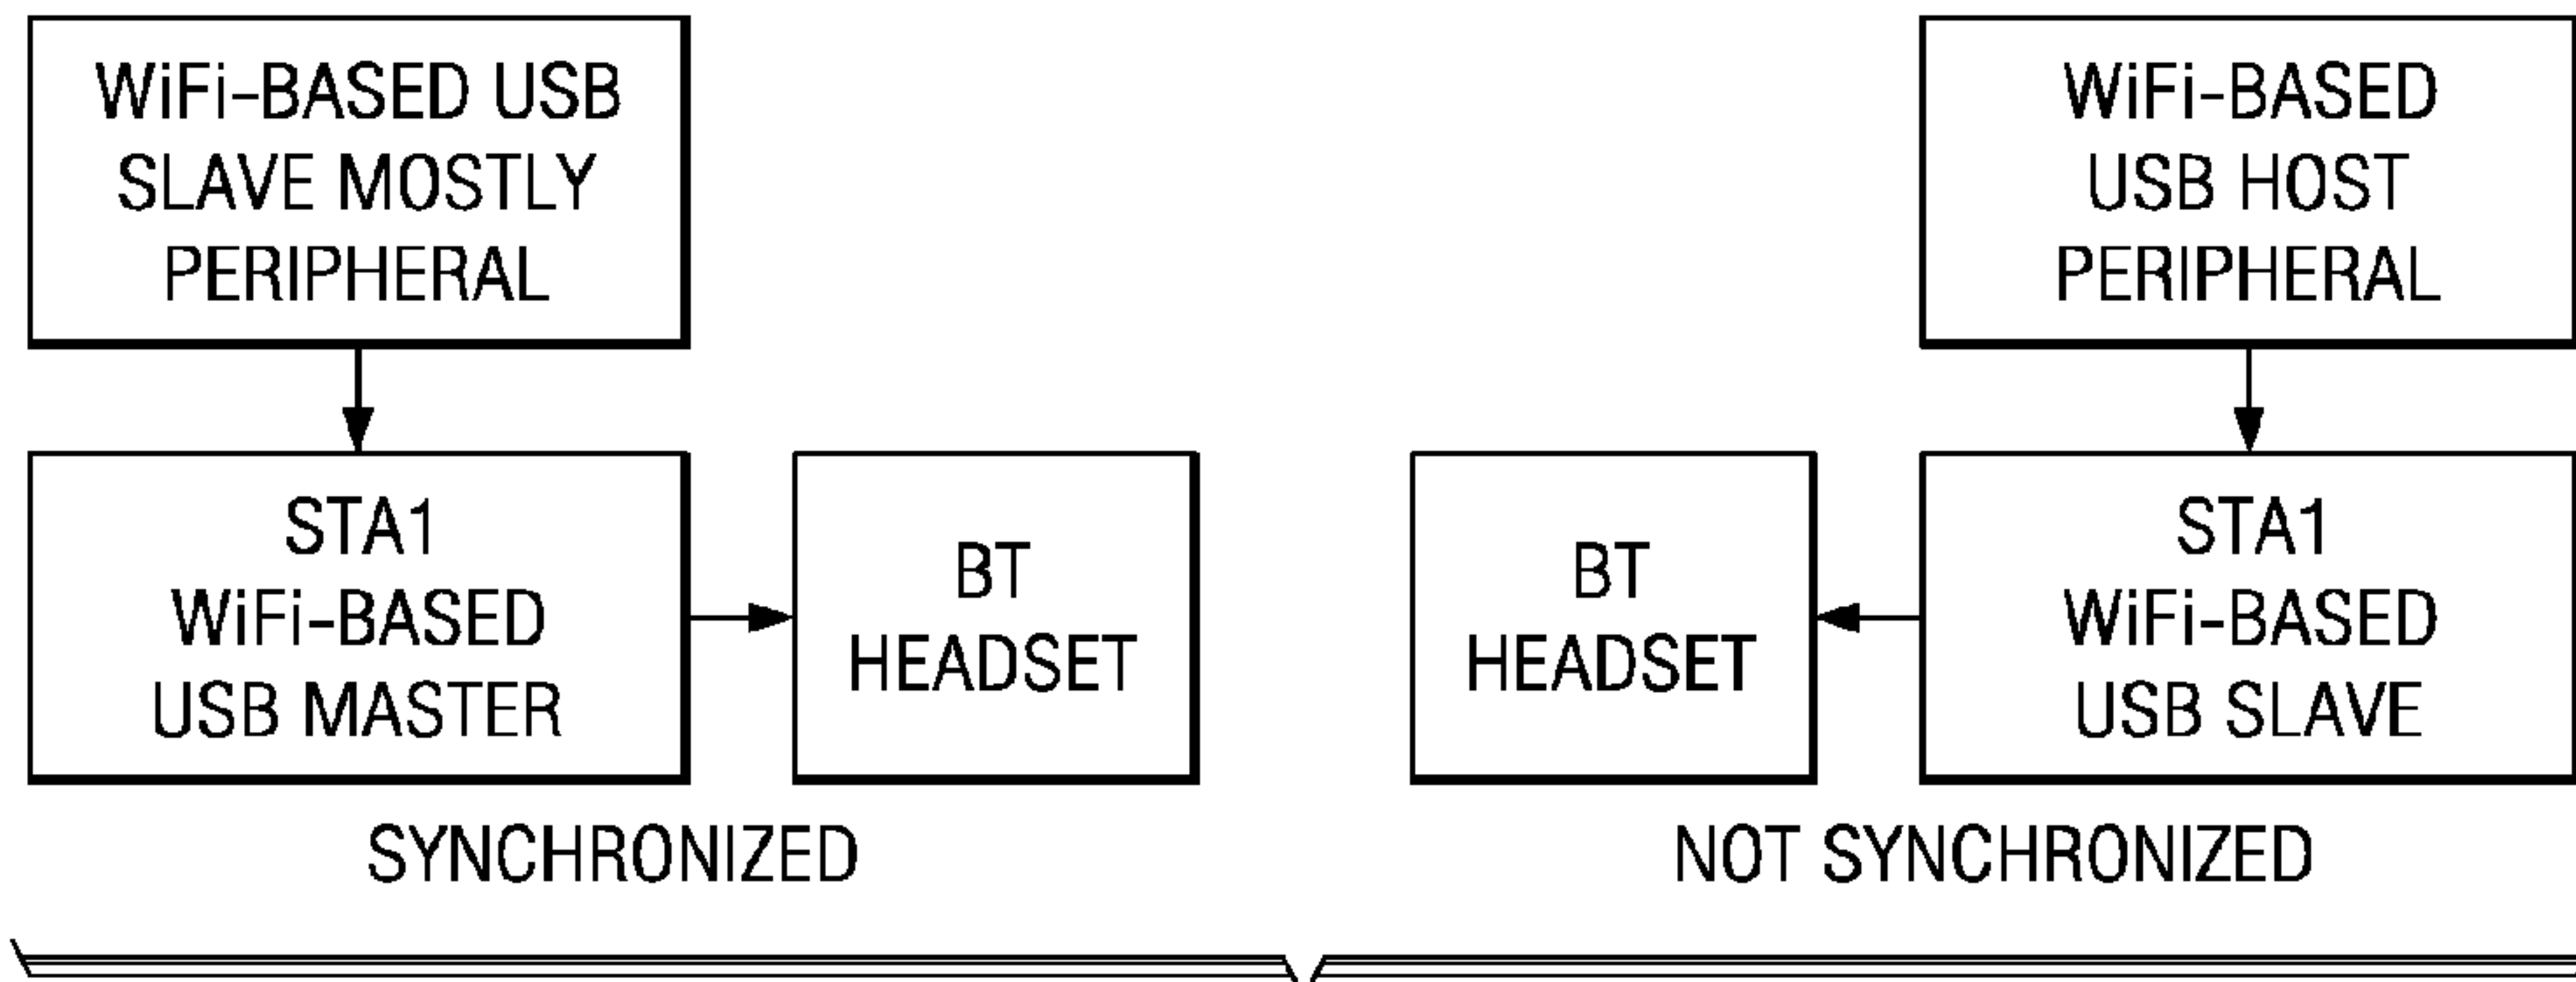 WiFi-BASED USB
SLAVE MOSTLY
PERIPHERAL
WiFi-BASED
USB HOST
PERIPHERAL
STA1
WiFi-BASED
USB MASTER
BT
HEADSET
BT
HEADSET
STA1
WiFi-BASED
USB SLAVE
SYNCHRONIZED
NOT SYNCHRONIZED